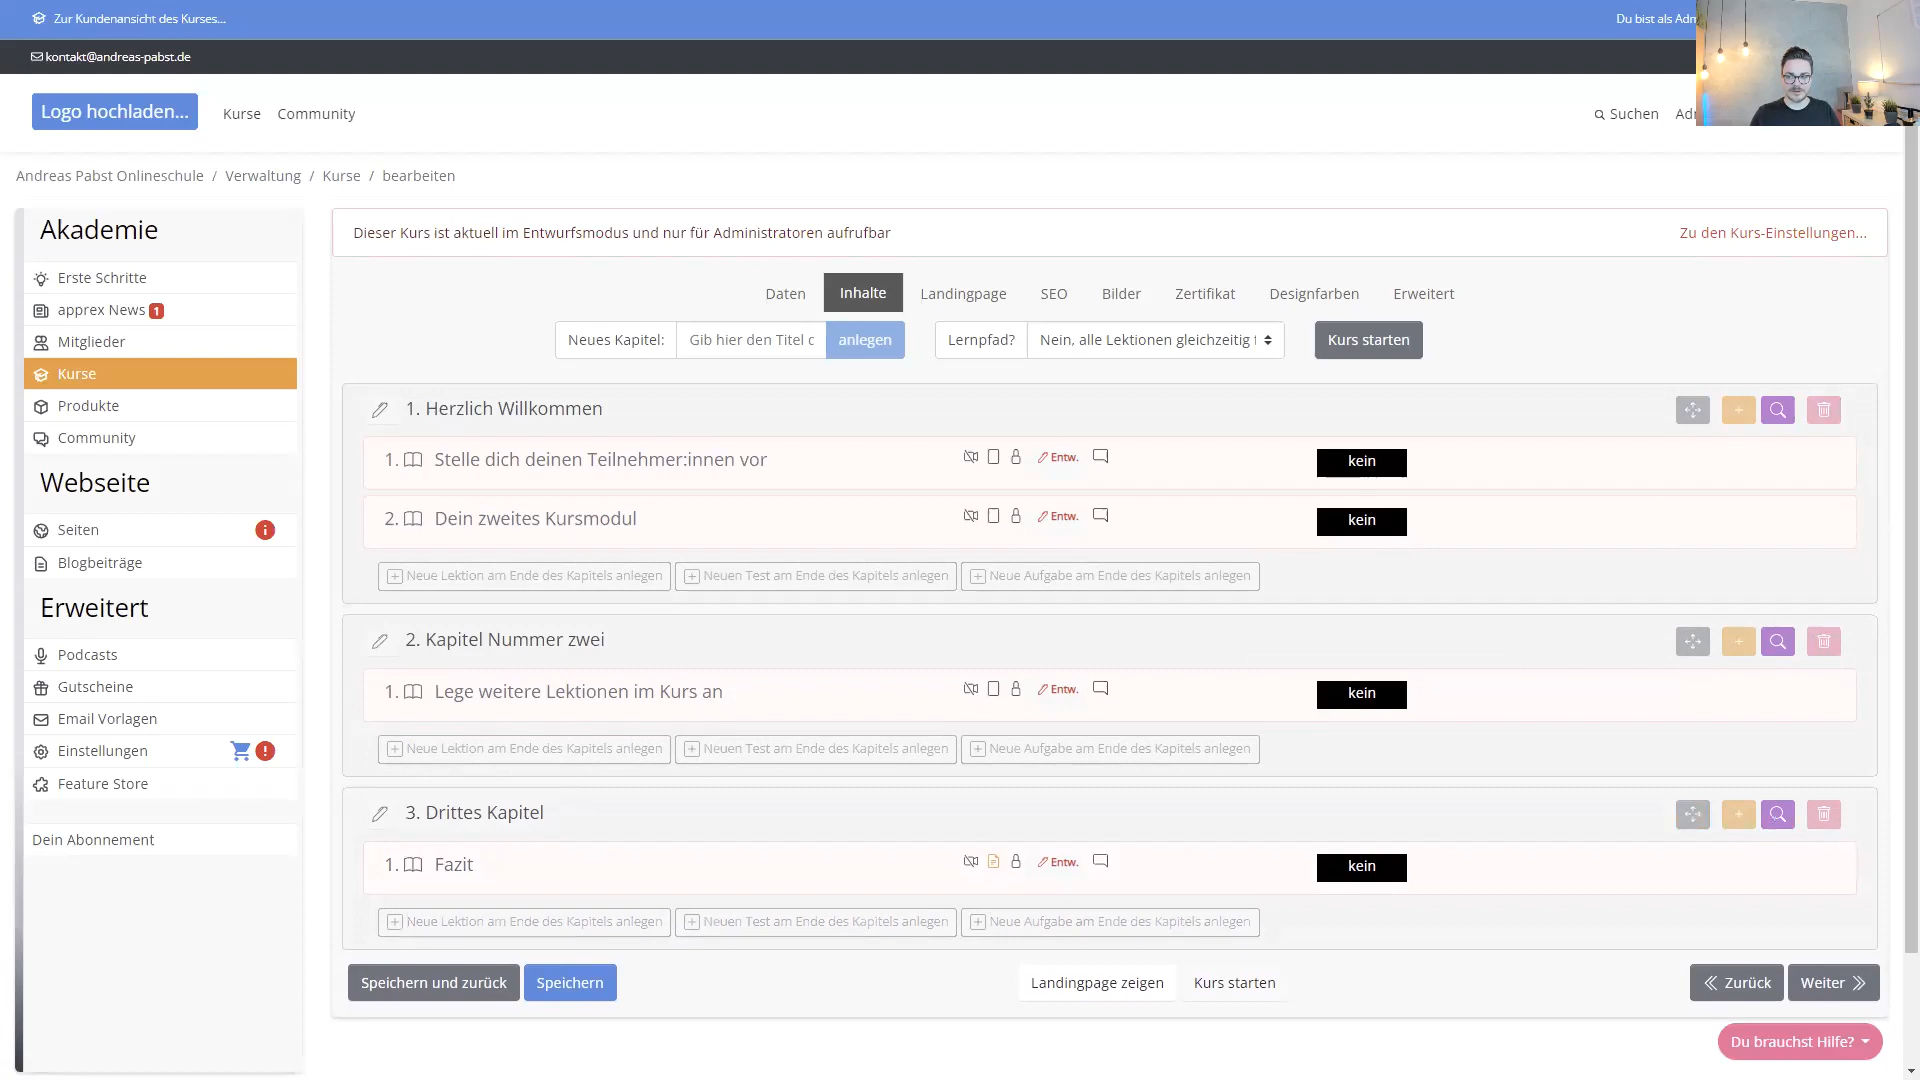 Zur Kundenansicht des Kurses...
Du bist als
kontakt@andreas-pabst.de
Logo hochladen...
Kurse
Community
Suchen
Andreas Pabst Onlineschule / Verwaltung / Kurse / bearbeiten
Akademie
Erste Schritte
apprex News 1
Mitglieder
Kurse
Produkte
Community
Webseite
Seiten
Blogbeiträge
Erweitert
Podcasts
Gutscheine
Email Vorlagen
Einstellungen
Feature Store
Dein Abonnement
Dieser Kurs ist aktuell im Entwurfsmodus und nur für Administratoren aufrufbar
Zu den Kurs-Einstellungen...
Daten
Inhalte
Landingpage
SEO
Bilder
Zertifikat
Designfarben
Erweitert
Neues Kapitel:
Gib hier den Titel
anlegen
Lernpfad?
Nein, alle Lektionen gleichzeitig
Kurs starten
1. Herzlich Willkommen
1. Stelle dich deinen Teilnehmer:innen vor
Entw.
kein
2. Dein zweites Kursmodul
Entw.
kein
Neue Lektion am Ende des Kapitels anlegen
Neuen Test am Ende des Kapitels anlegen
Neue Aufgabe am Ende des Kapitels anlegen
2. Kapitel Nummer zwei
1. Lege weitere Lektionen im Kurs an
Entw.
kein
Neue Lektion am Ende des Kapitels anlegen
Neuen Test am Ende des Kapitels anlegen
Neue Aufgabe am Ende des Kapitels anlegen
3. Drittes Kapitel
1. Fazit
Entw.
kein
Neue Lektion am Ende des Kapitels anlegen
Neuen Test am Ende des Kapitels anlegen
Neue Aufgabe am Ende des Kapitels anlegen
Speichern und zurück
Speichern
Landingpage zeigen
Kurs starten
Zurück
Weiter
Du brauchst Hilfe?